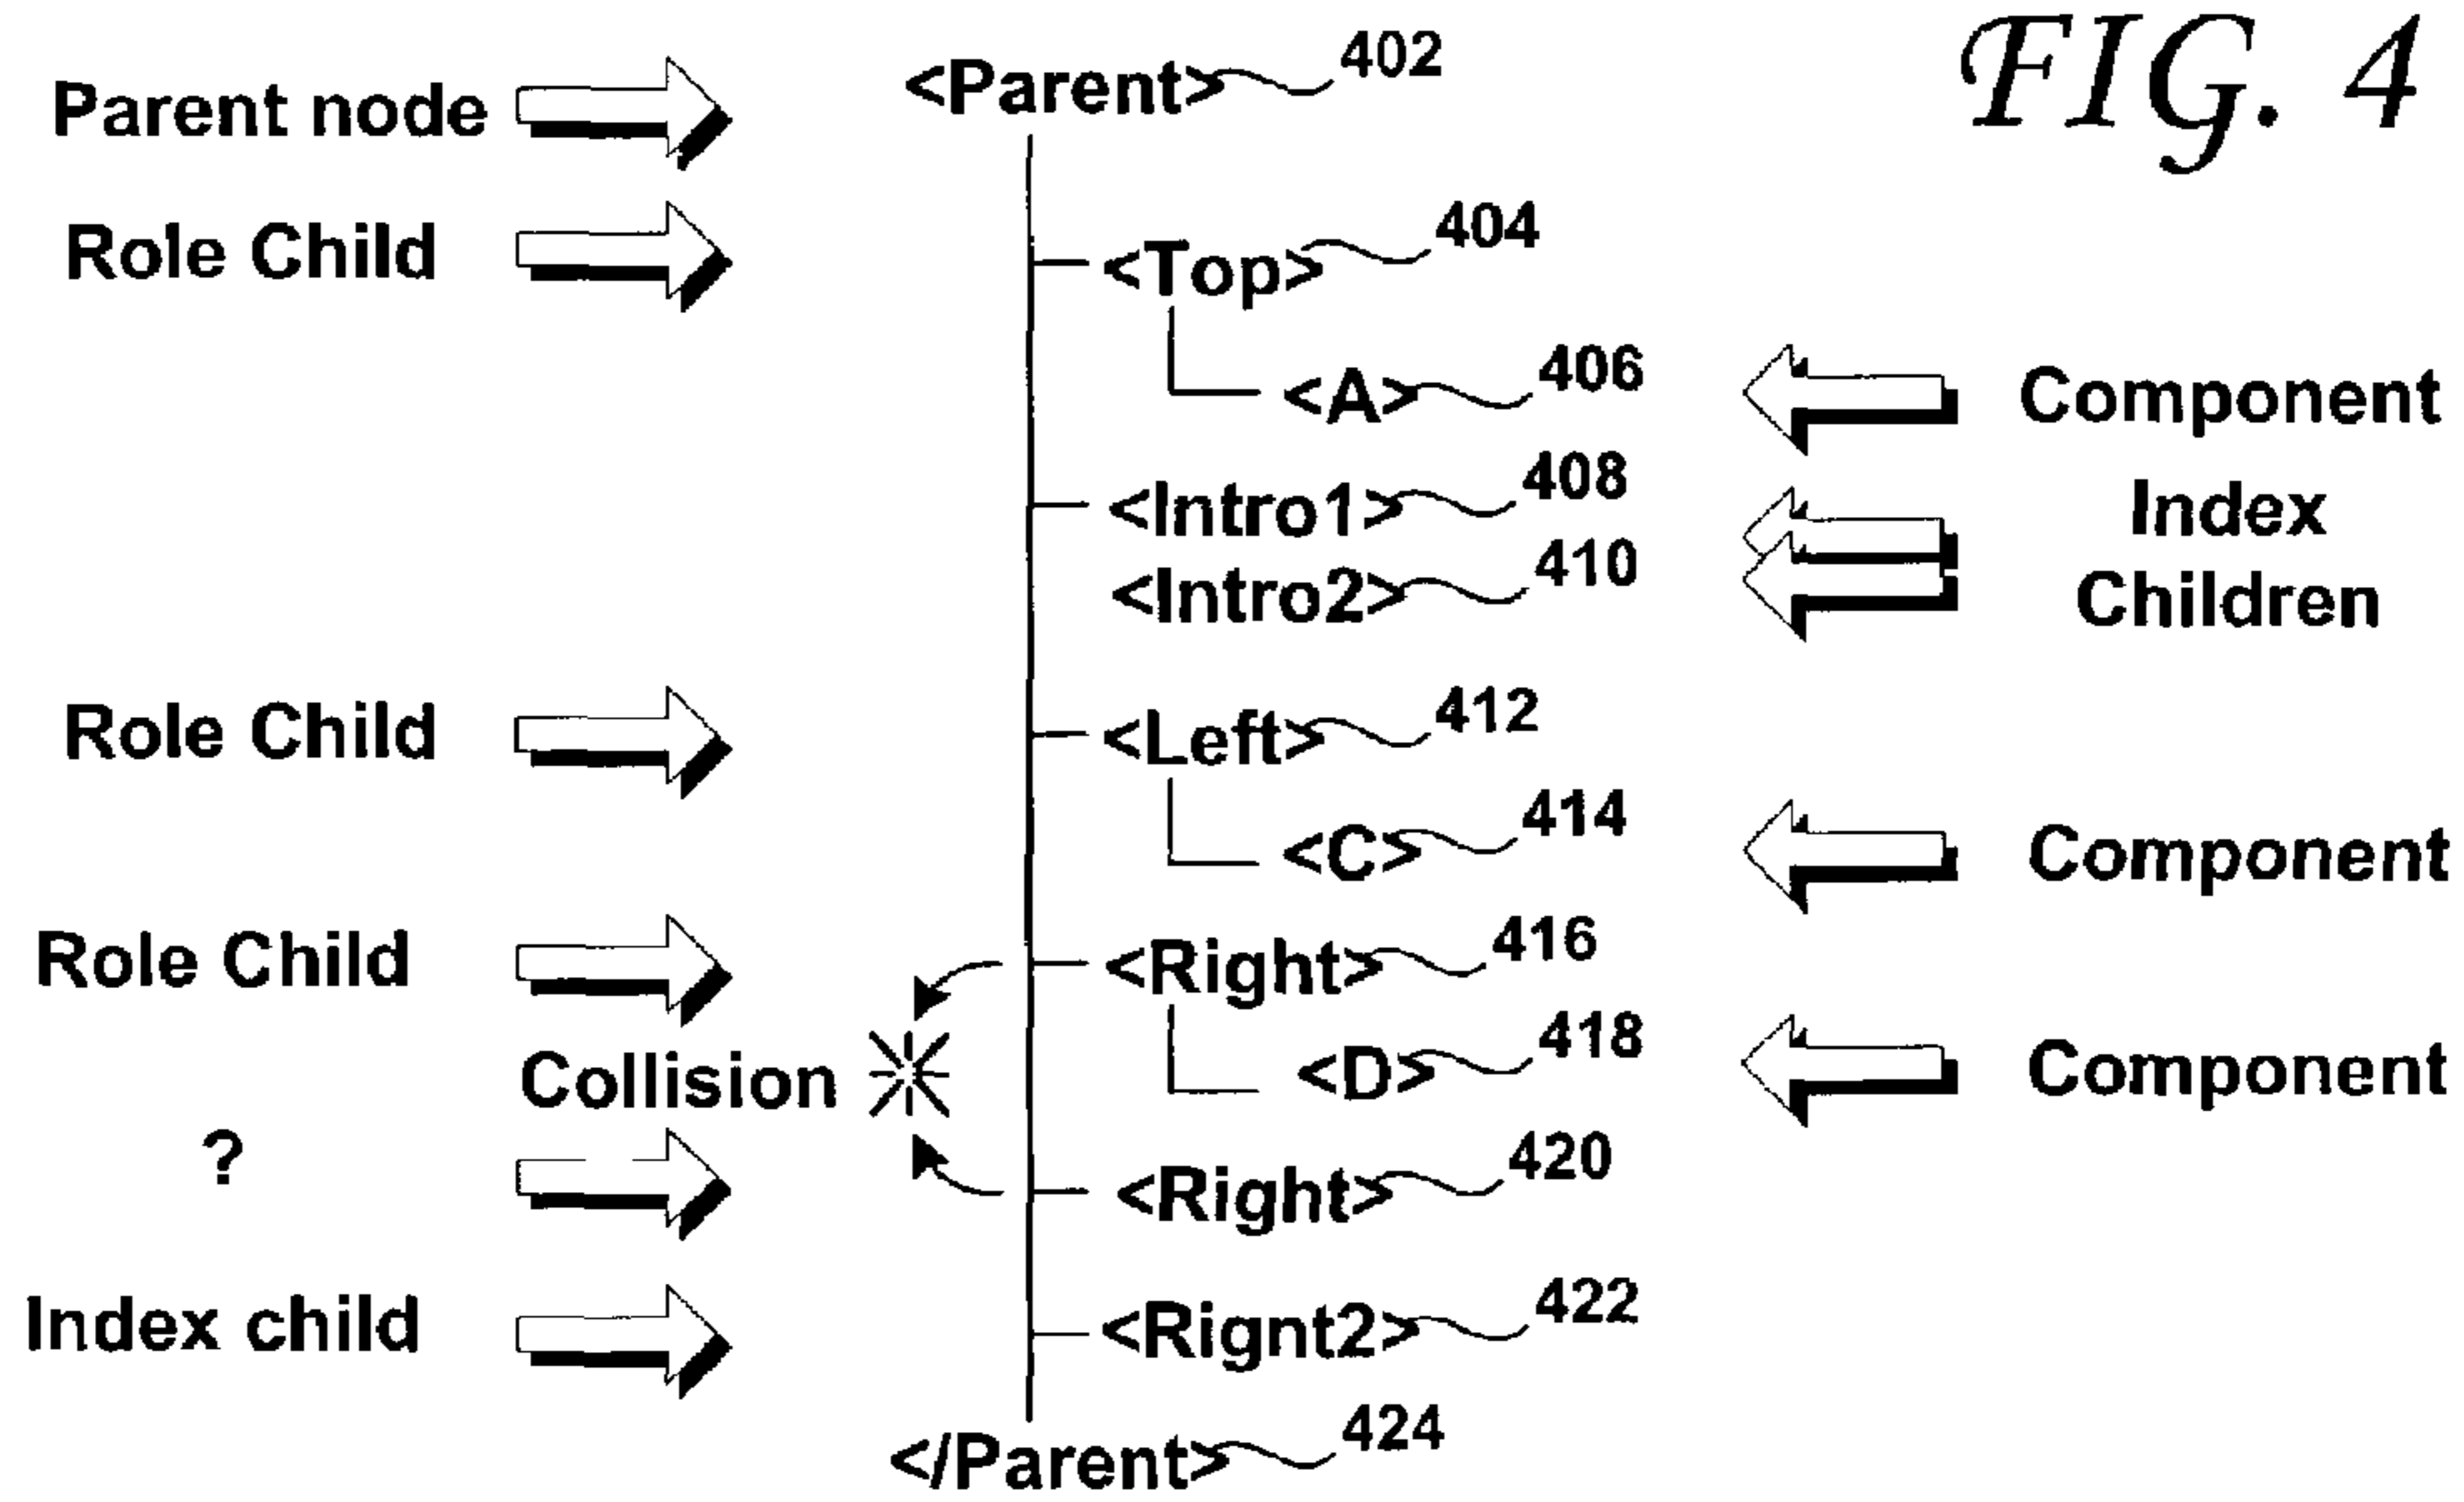 FIG. 4
Parent node <Parent> 402
Role Child <Top> 404
<A> 406 Component
<Intro1> 408 Index
<Intro2> 410 Children
Role Child <Left> 412
<C> 414 Component
Role Child <Right> 416
Collision <D> 418 Component
? <Right> 420
Index child <Rignt2> 422
</Parent> 424